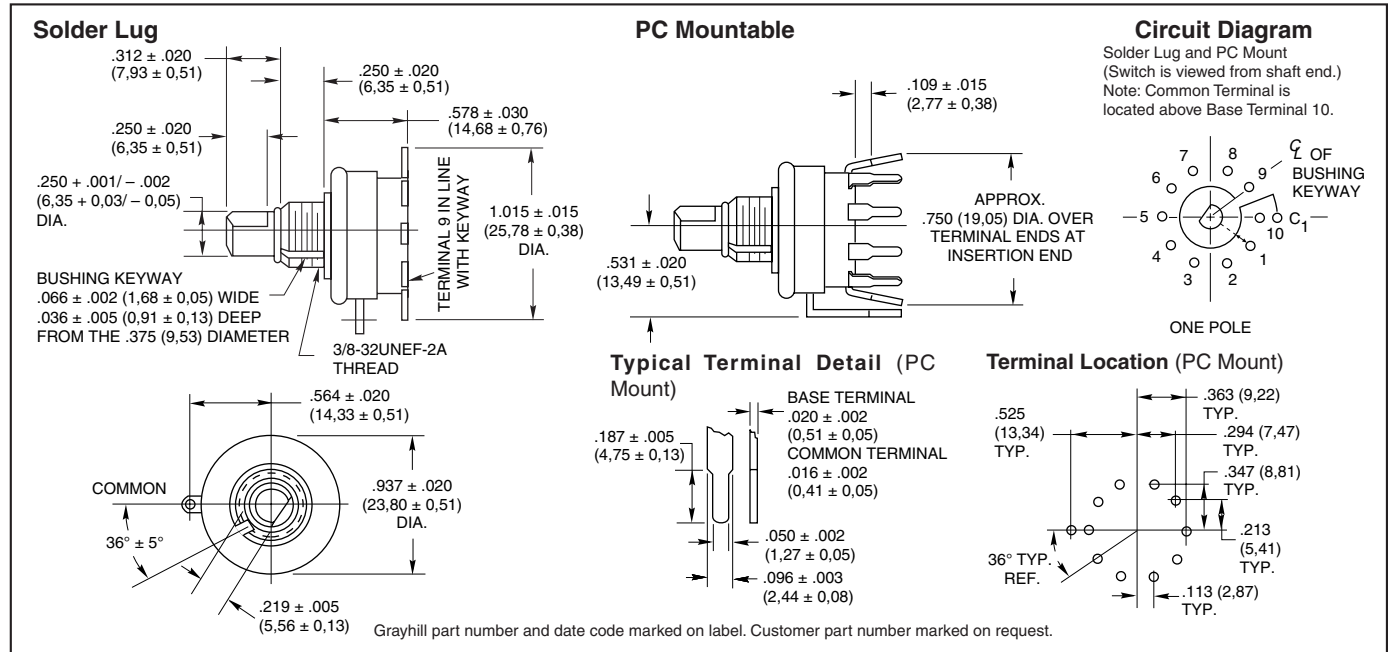 Solder Lug
.312 ± .020
(7,93 ± 0,51)
.250 ± .020
(6,35 ± 0,51)
.250 ± .020
(6,35 ± 0,51)
.578 ± .030
(14,68 ± 0,76)
.250 + .001/ – .002
(6,35 + 0,03/ – 0,05)
DIA.
TERMINAL 9 IN LINE
WITH KEYWAY
1.015 ± .015
(25,78 ± 0,38)
DIA.
BUSHING KEYWAY
.066 ± .002 (1,68 ± 0,05) WIDE
.036 ± .005 (0,91 ± 0,13) DEEP
FROM THE .375 (9,53) DIAMETER
3/8-32UNEF-2A
THREAD
.564 ± .020
(14,33 ± 0,51)
COMMON
.937 ± .020
(23,80 ± 0,51)
DIA.
36° ± 5°
.219 ± .005
(5,56 ± 0,13)
PC Mountable
.109 ± .015
(2,77 ± 0,38)
APPROX.
.750 (19,05) DIA. OVER
TERMINAL ENDS AT
INSERTION END
.531 ± .020
(13,49 ± 0,51)
Typical Terminal Detail (PC
Mount)
BASE TERMINAL
.020 ± .002
(0,51 ± 0,05)
COMMON TERMINAL
.016 ± .002
(0,41 ± 0,05)
.187 ± .005
(4,75 ± 0,13)
.050 ± .002
(1,27 ± 0,05)
.096 ± .003
(2,44 ± 0,08)
Circuit Diagram
Solder Lug and PC Mount
(Switch is viewed from shaft end.)
Note: Common Terminal is
located above Base Terminal 10.
7 8
6 9
5 10 C1
4 1
3 2
CL OF
BUSHING
KEYWAY
ONE POLE
Terminal Location (PC Mount)
.363 (9,22)
TYP.
.525
(13,34)
TYP.
.294 (7,47)
TYP.
.347 (8,81)
TYP.
.213
(5,41)
TYP.
36° TYP.
REF.
.113 (2,87)
TYP.
Grayhill part number and date code marked on label. Customer part number marked on request.